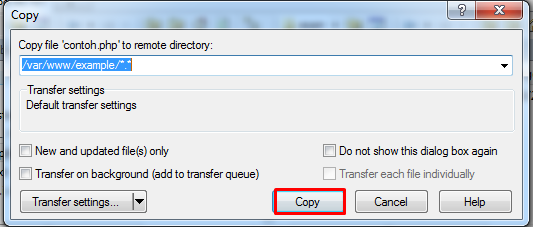 Copy
Copy file 'contoh.php' to remote directory:
/var/www/example/*.*
Transfer settings
Default transfer settings
New and updated file(s) only
Do not show this dialog box again
Transfer on background (add to transfer queue)
Transfer each file individually
Transfer settings...
Copy
Cancel
Help